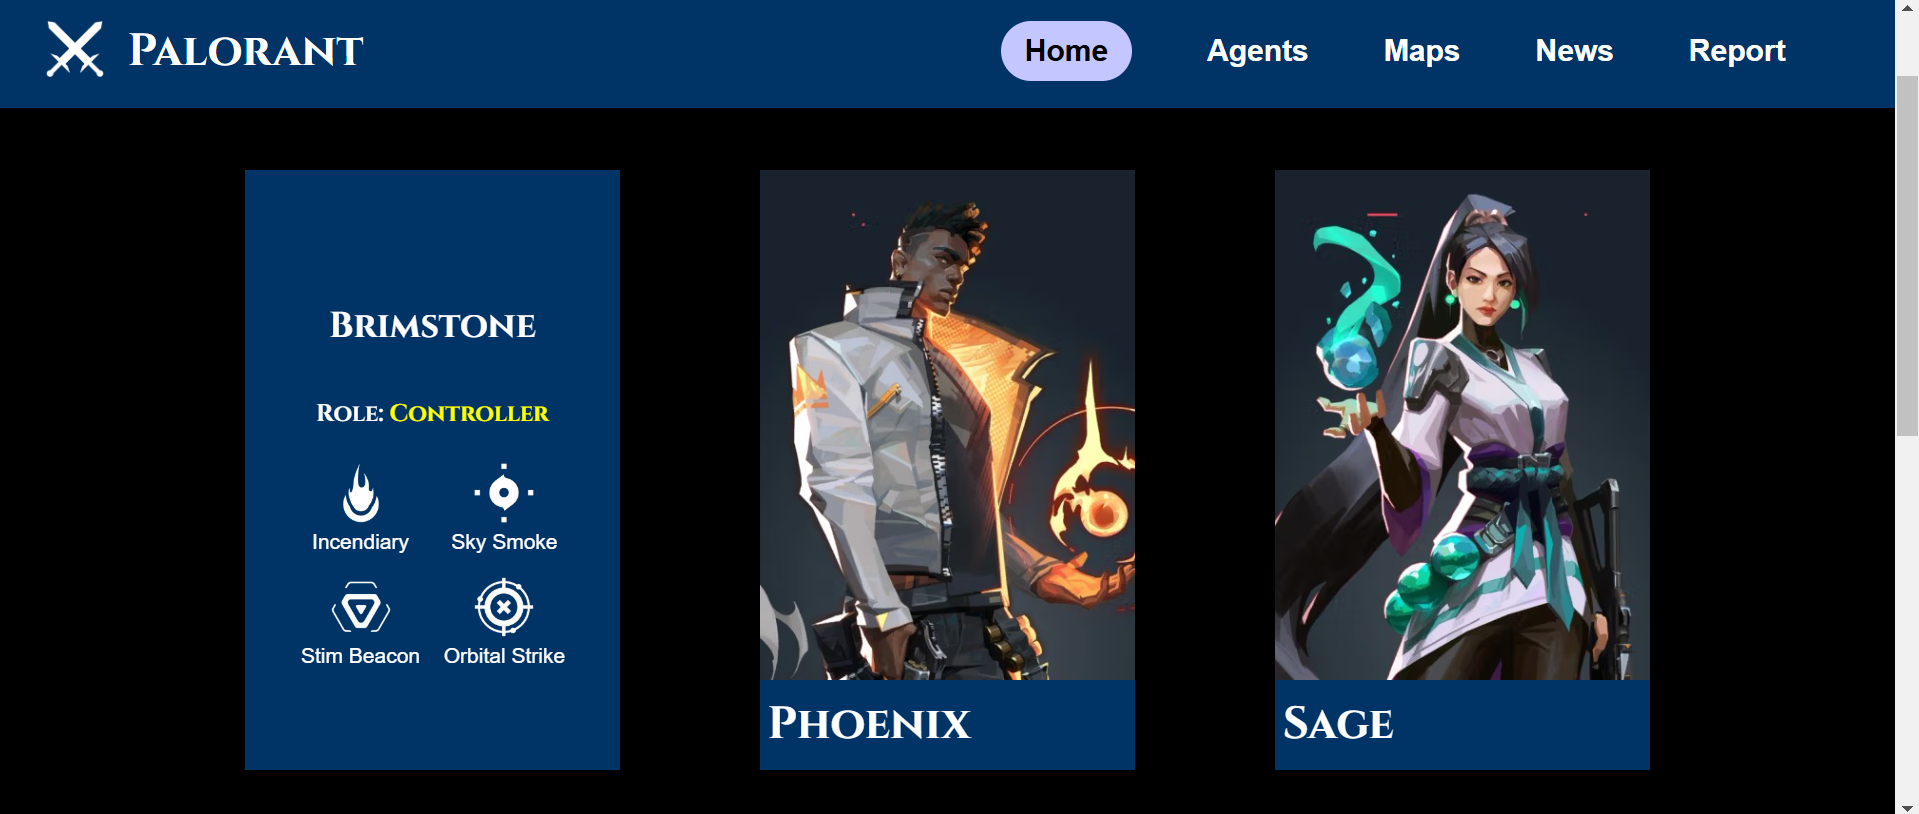 Palorant
Home Agents Maps News Report
Brimstone
Role: Controller
Incendiary Sky Smoke
Stim Beacon Orbital Strike
Phoenix
Sage